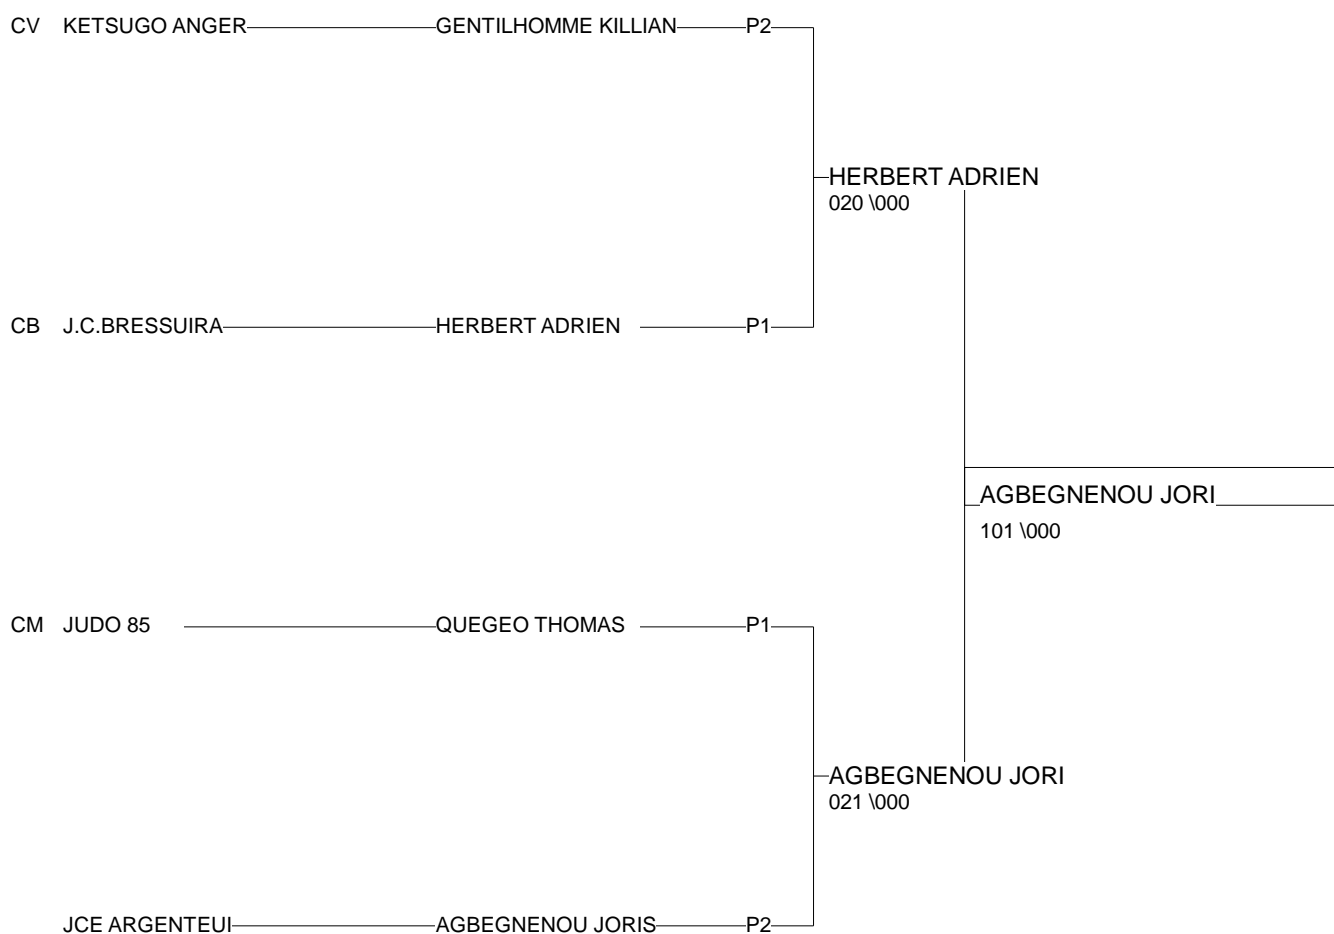 CV KETSUGO ANGER GENTILHOMME KILLIAN P2
HERBERT ADRIEN
020 \000
CB J.C.BRESSUIRA HERBERT ADRIEN P1
AGBEGNENOU JORI
101 \000
CM JUDO 85 QUEGEO THOMAS P1
AGBEGNENOU JORI
021 \000
JCE ARGENTEUI AGBEGNENOU JORIS P2